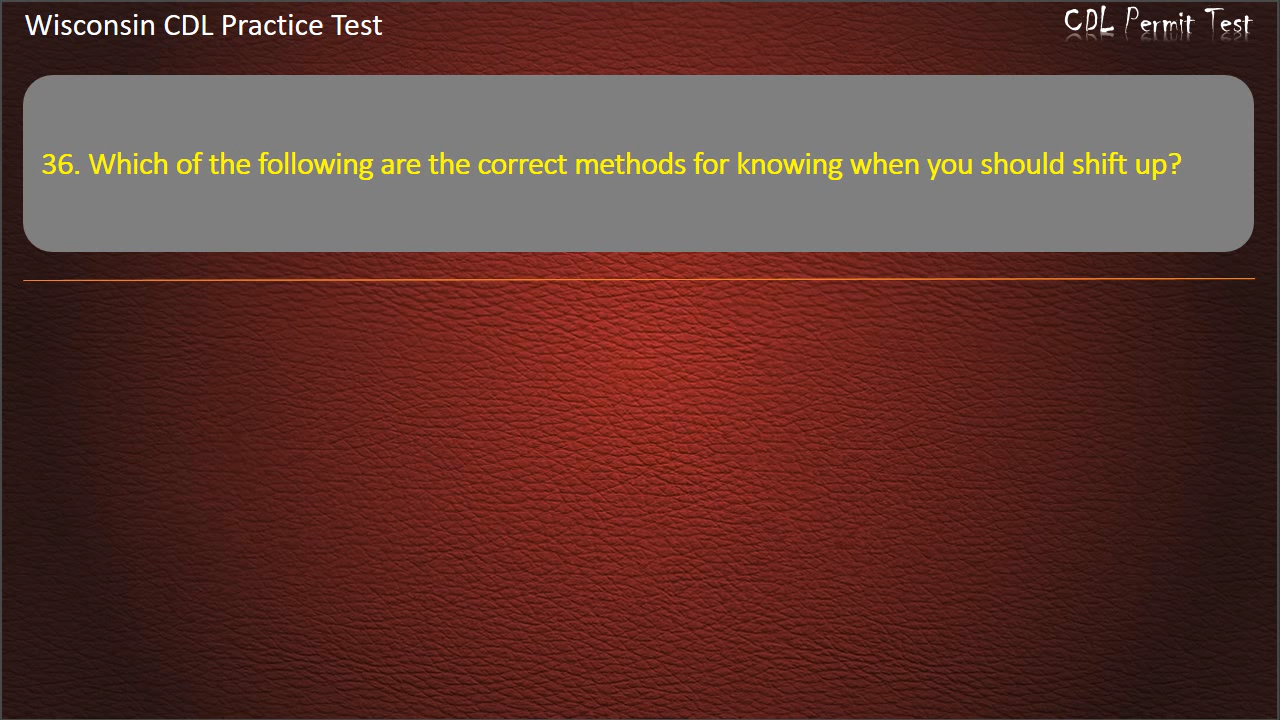 Wisconsin CDL Practice Test
CDL Permit Test
36. Which of the following are the correct methods for knowing when you should shift up?